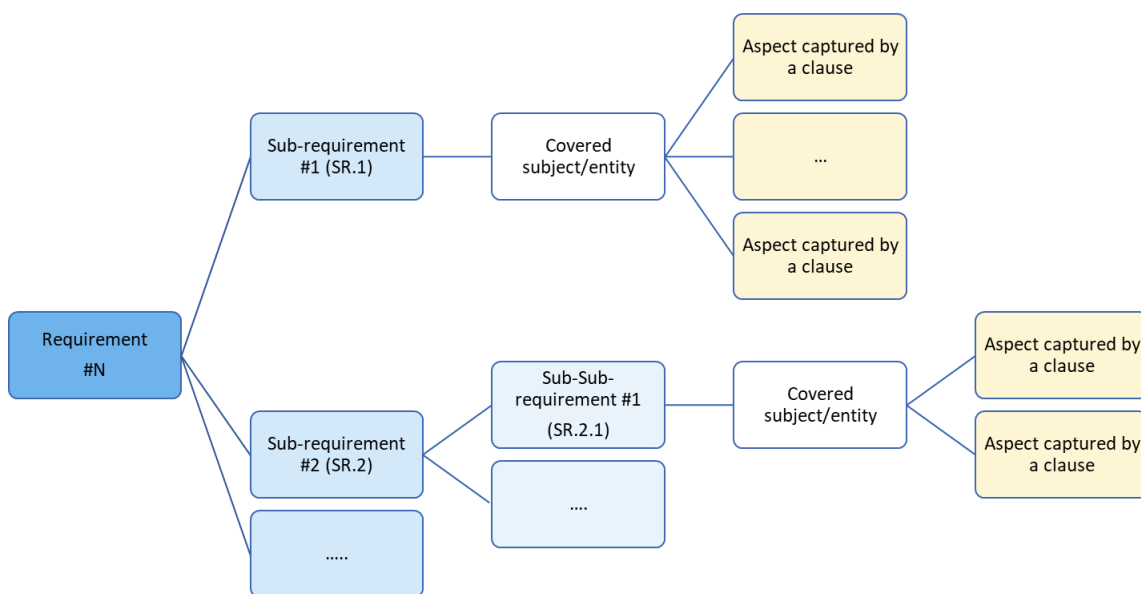 Requirement
#N
Sub-requirement
#1 (SR.1)
Covered
subject/entity
Aspect captured by
a clause
...
Aspect captured by
a clause
Sub-requirement
#2 (SR.2)
Sub-Sub-
requirement #1
(SR.2.1)
Covered
subject/entity
Aspect captured by
a clause
Aspect captured by
a clause
....
.....